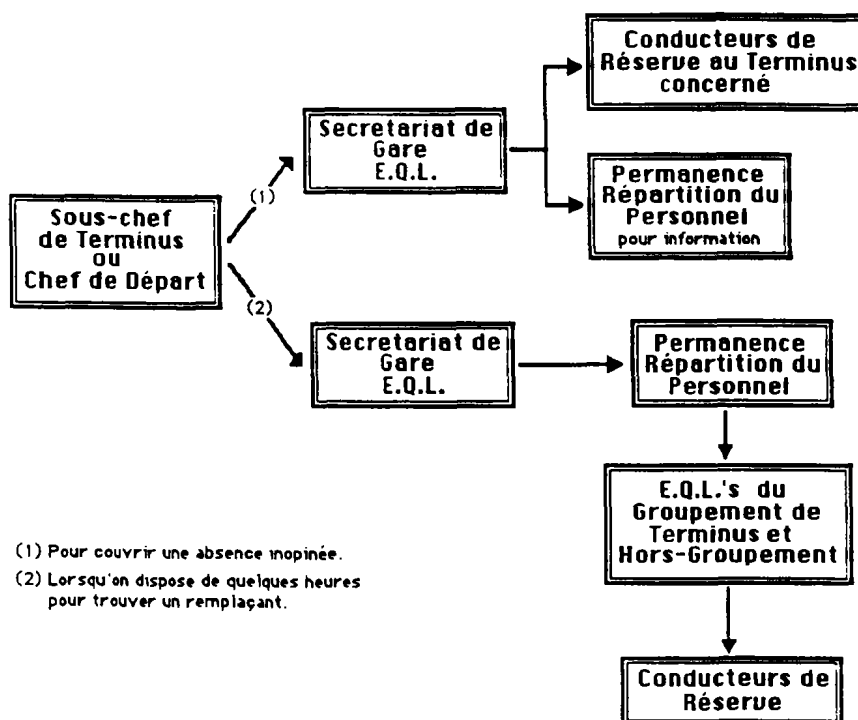 Conducteurs de
Réserve au Terminus
concerné
Secretariat de
Gare
E.Q.L.
(1)
Permanence
Répartition du
Personnel
pour information
Sous-chef
de Terminus
ou
Chef de Départ
(2)
Secretariat de
Gare
E.Q.L.
Permanence
Répartition du
Personnel
E.Q.L.'s du
Groupement de
Terminus et
Hors-Groupement
(1) Pour couvrir une absence inopinée.
(2) Lorsqu'on dispose de quelques heures
pour trouver un remplaçant.
Conducteurs de
Réserve